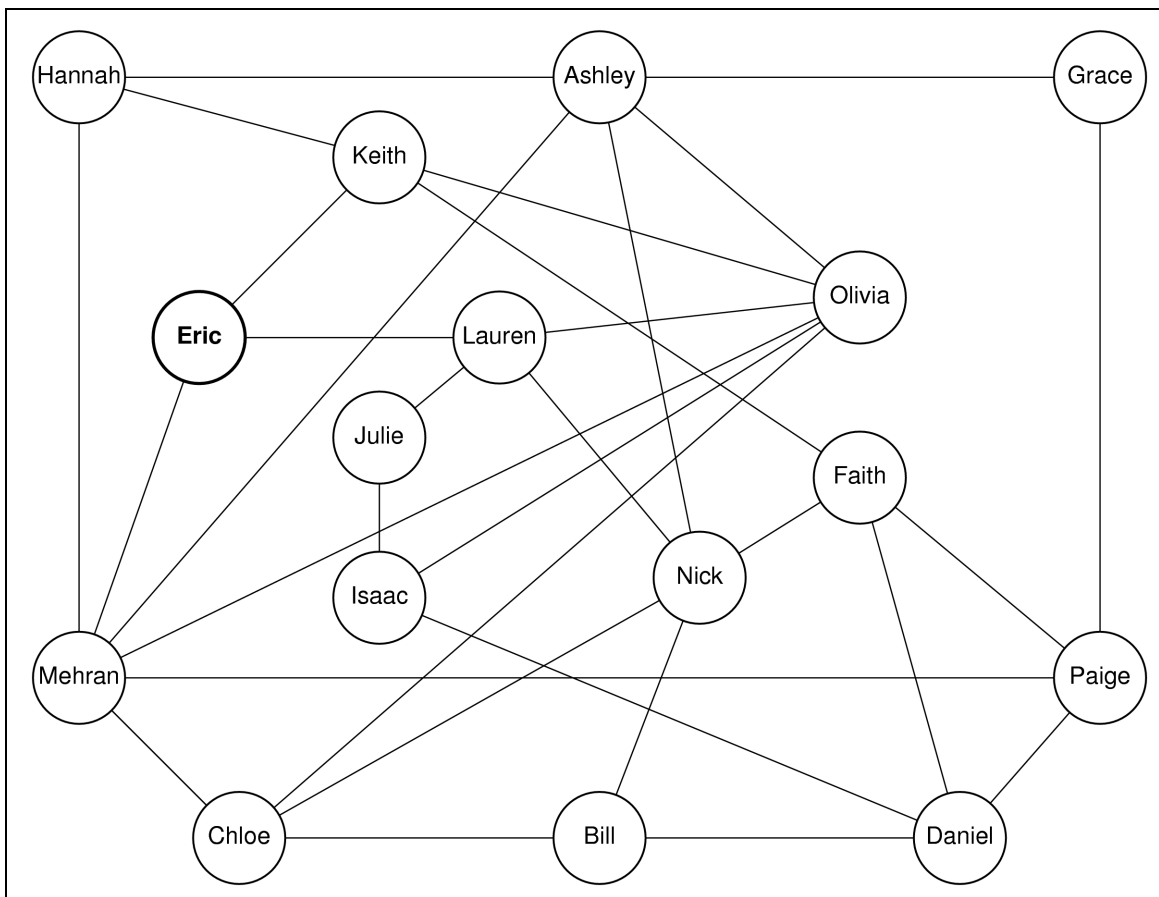 Hannah
Ashley
Grace
Keith
Olivia
Eric
Lauren
Julie
Faith
Nick
Isaac
Mehran
Paige
Chloe
Bill
Daniel